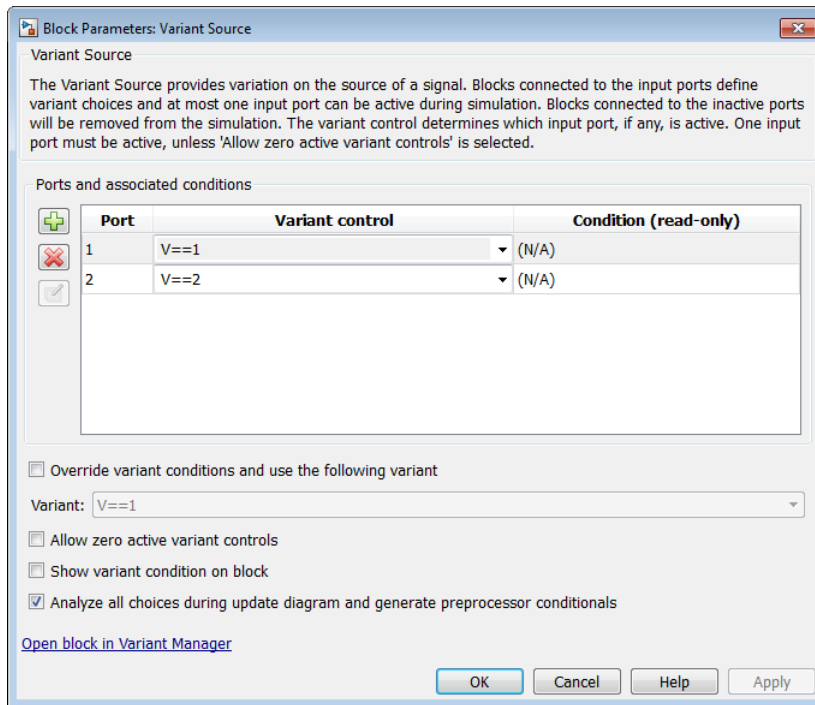 Block Parameters: Variant Source
Variant Source
The Variant Source provides variation on the source of a signal. Blocks connected to the input ports define
variant choices and at most one input port can be active during simulation. Blocks connected to the inactive ports
will be removed from the simulation. The variant control determines which input port, if any, is active. One input
port must be active, unless 'Allow zero active variant controls' is selected.
Ports and associated conditions
Port Variant control Condition (read-only)
1 V==1 (N/A)
2 V==2 (N/A)
Override variant conditions and use the following variant
Variant: V==1
Allow zero active variant controls
Show variant condition on block
Analyze all choices during update diagram and generate preprocessor conditionals
Open block in Variant Manager
OK Cancel Help Apply